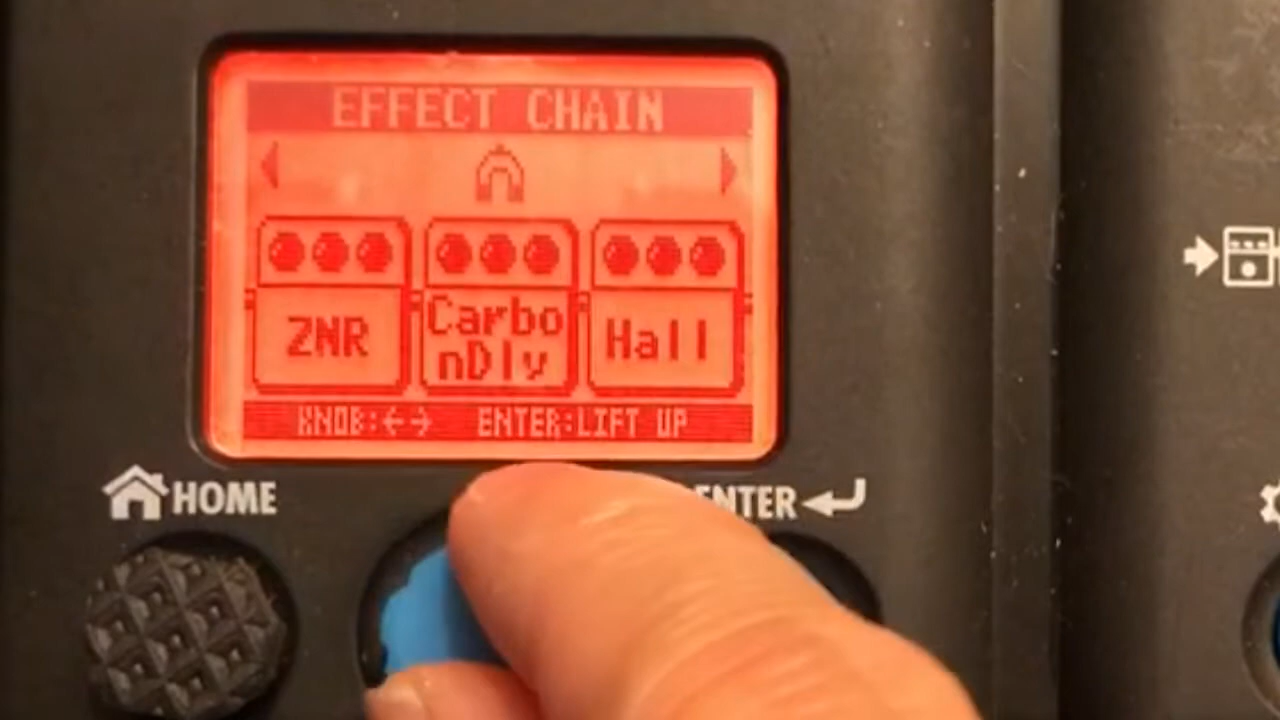 EFFECT CHAIN
ZNR
Carbo
nDly
Hall
KNOB:←→ ENTER:LIFT UP
HOME
ENTER